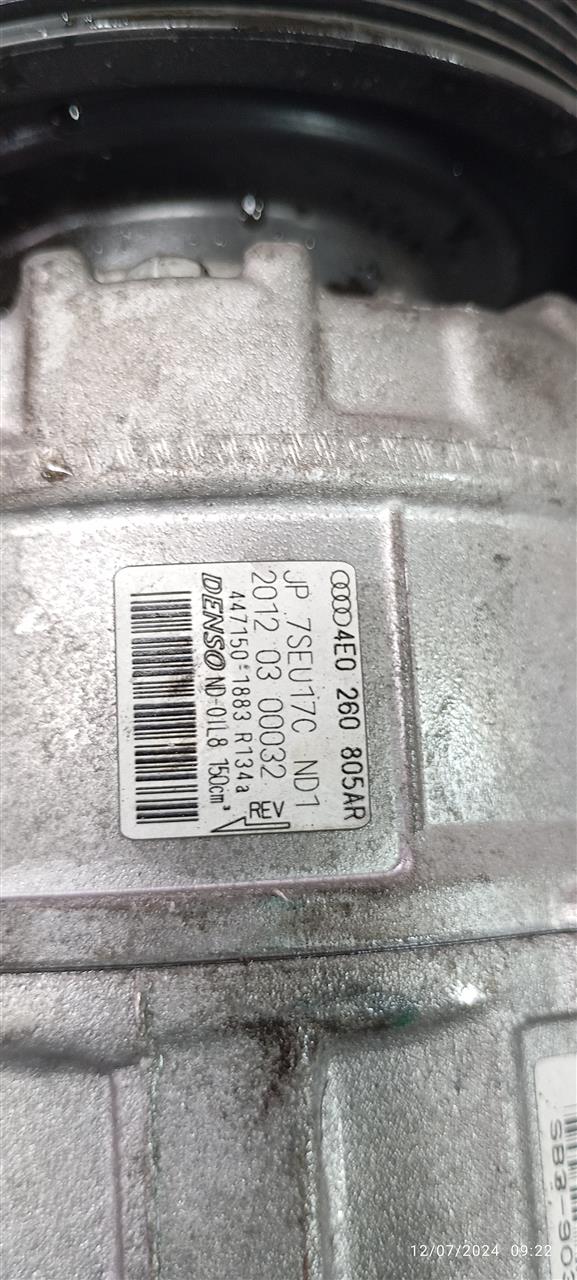 4E0 260 805AR
JP 7SEU17C ND1
2012 03 00032
447150-1883 R134a
REV
DENSO ND-OIL8 150cm³
12/07/2024 09:22